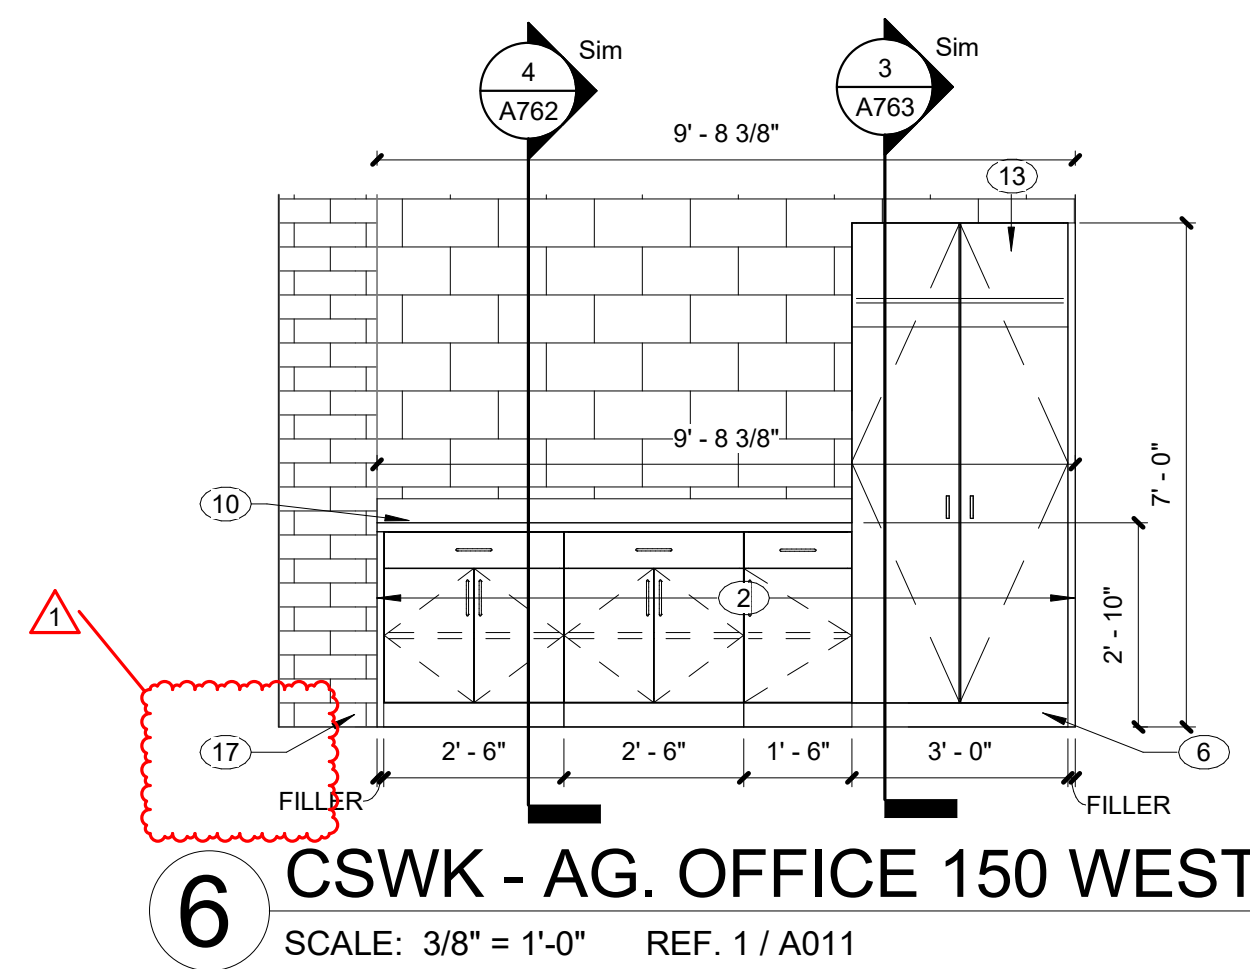 4
A762
Sim
3
A763
Sim
9' - 8 3/8"
13
9' - 8 3/8"
7' - 0"
10
2
2' - 10"
1
17
2' - 6"
2' - 6"
1' - 6"
3' - 0"
6
FILLER
FILLER
6
CSWK - AG. OFFICE 150 WEST
SCALE: 3/8" = 1'-0" REF. 1 / A011